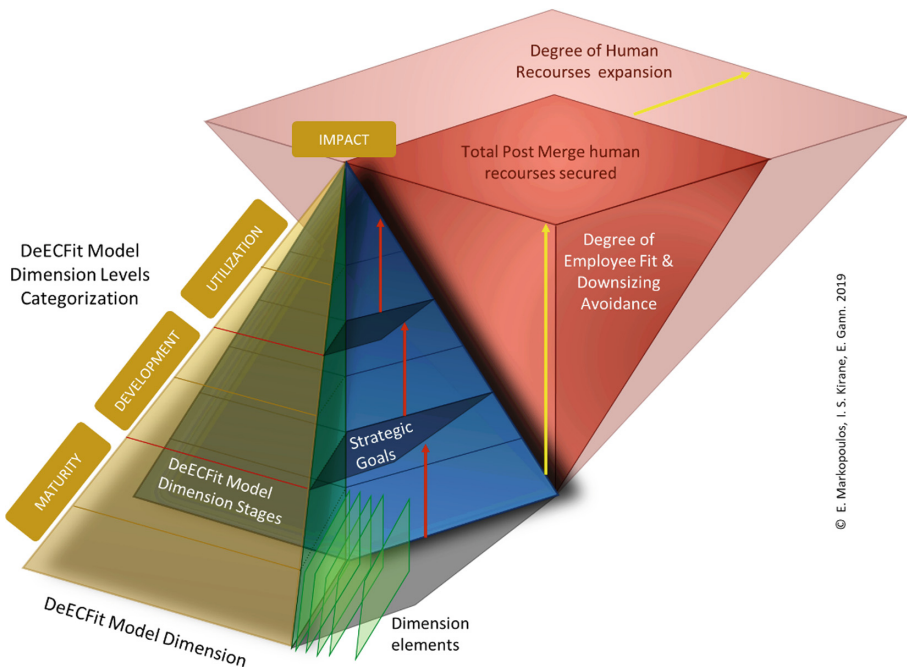 Degree of Human
Recourses expansion
IMPACT
Total Post Merge human
recourses secured
DeECFit Model
Dimension Levels
Categorization
UTILIZATION
Degree of
Employee Fit &
Downsizing
Avoidance
DEVELOPMENT
MATURITY
Strategic
Goals
DeECFit Model
Dimension Stages
DeECFit Model Dimension
Dimension
elements
© E. Markopoulos, I. S. Kirane, E. Gann. 2019